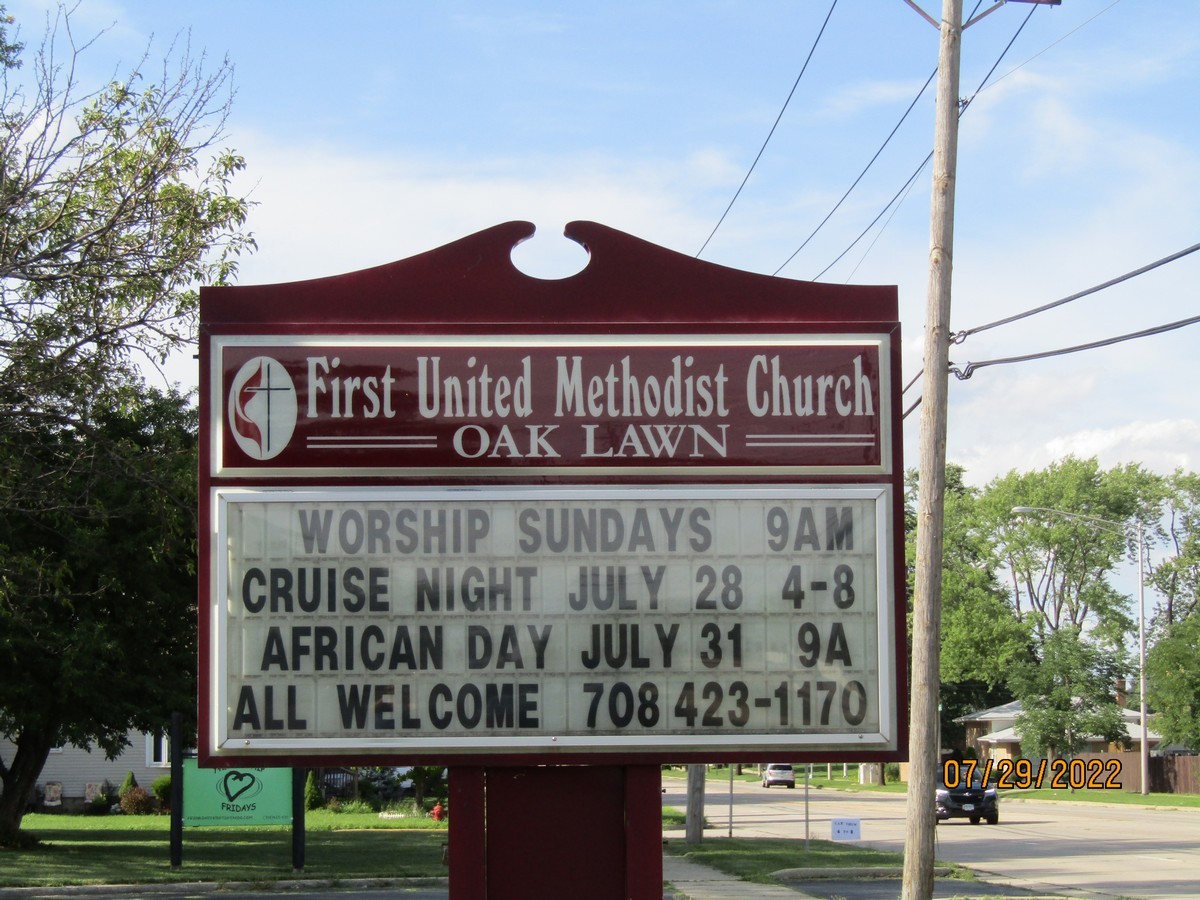 First United Methodist Church
OAK LAWN
WORSHIP SUNDAYS 9AM
CRUISE NIGHT JULY 28 4-8
AFRICAN DAY JULY 31 9A
ALL WELCOME 708 423-1170
FRIDAYS
07/29/2022